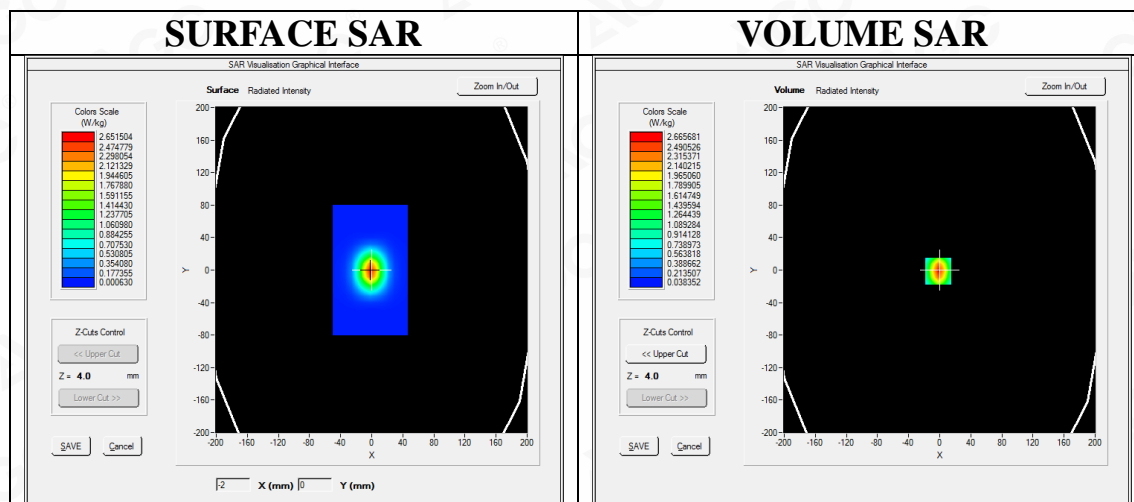 SURFACE SAR
SAR Visualisation Graphical Interface
Surface Radiated Intensity
Zoom In/Out
Colors Scale
(W/kg)
2.651504
2.474779
2.298054
2.121329
1.944605
1.767880
1.591155
1.414430
1.237705
1.060980
0.884255
0.707530
0.530805
0.354080
0.177355
0.000630
200
160
120
80
40
0
-40
-80
-120
-160
-200
Y
-200 -160 -120 -80 -40 0 40 80 120 160 200
X
Z-Cuts Control
<< Upper Cut
Z = 4.0 mm
Lower Cut >>
SAVE Cancel
-2 X (mm) 0 Y (mm)
VOLUME SAR
SAR Visualisation Graphical Interface
Volume Radiated Intensity
Zoom In/Out
Colors Scale
(W/kg)
2.665681
2.490526
2.315371
2.140215
1.965060
1.789905
1.614749
1.439594
1.264439
1.089284
0.914128
0.738973
0.563818
0.388662
0.213507
0.038352
200
160
120
80
40
0
-40
-80
-120
-160
-200
Y
-200 -160 -120 -80 -40 0 40 80 120 160 200
X
Z-Cuts Control
<< Upper Cut
Z = 4.0 mm
Lower Cut >>
SAVE Cancel